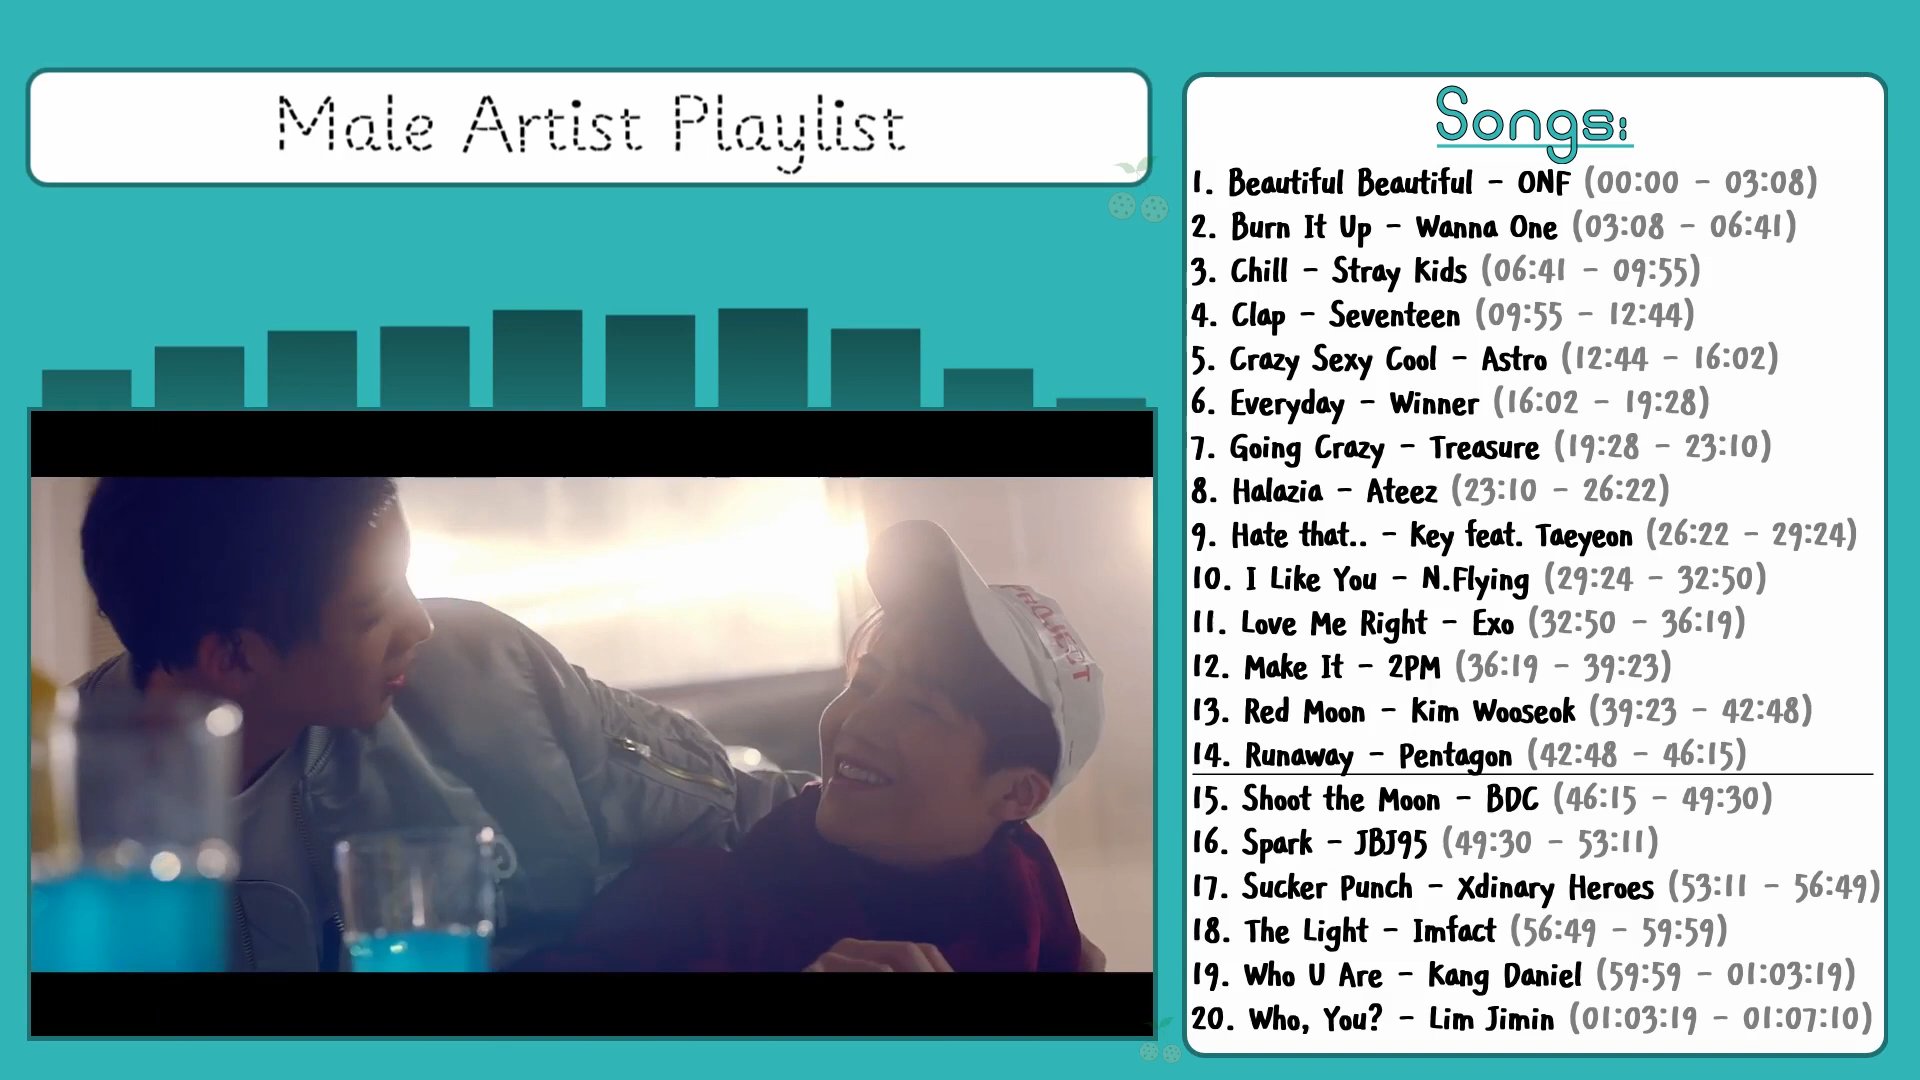 Male Artist Playlist
Songs:
1. Beautiful Beautiful - ONF (00:00 - 03:08)
2. Burn It Up - Wanna One (03:08 - 06:41)
3. Chill - Stray Kids (06:41 - 09:55)
4. Clap - Seventeen (09:55 - 12:44)
5. Crazy Sexy Cool - Astro (12:44 - 16:02)
6. Everyday - Winner (16:02 - 19:28)
7. Going Crazy - Treasure (19:28 - 23:10)
8. Halazia - Ateez (23:10 - 26:22)
9. Hate that.. - Key feat. Taeyeon (26:22 - 29:24)
10. I Like You - N.Flying (29:24 - 32:50)
11. Love Me Right - Exo (32:50 - 36:19)
12. Make It - 2PM (36:19 - 39:23)
13. Red Moon - Kim Wooseok (39:23 - 42:48)
14. Runaway - Pentagon (42:48 - 46:15)
15. Shoot the Moon - BDC (46:15 - 49:30)
16. Spark - JBJ95 (49:30 - 53:11)
17. Sucker Punch - Xdinary Heroes (53:11 - 56:49)
18. The Light - Imfact (56:49 - 59:59)
19. Who U Are - Kang Daniel (59:59 - 01:03:19)
20. Who, You? - Lim Jimin (01:03:19 - 01:07:10)
PROJECT